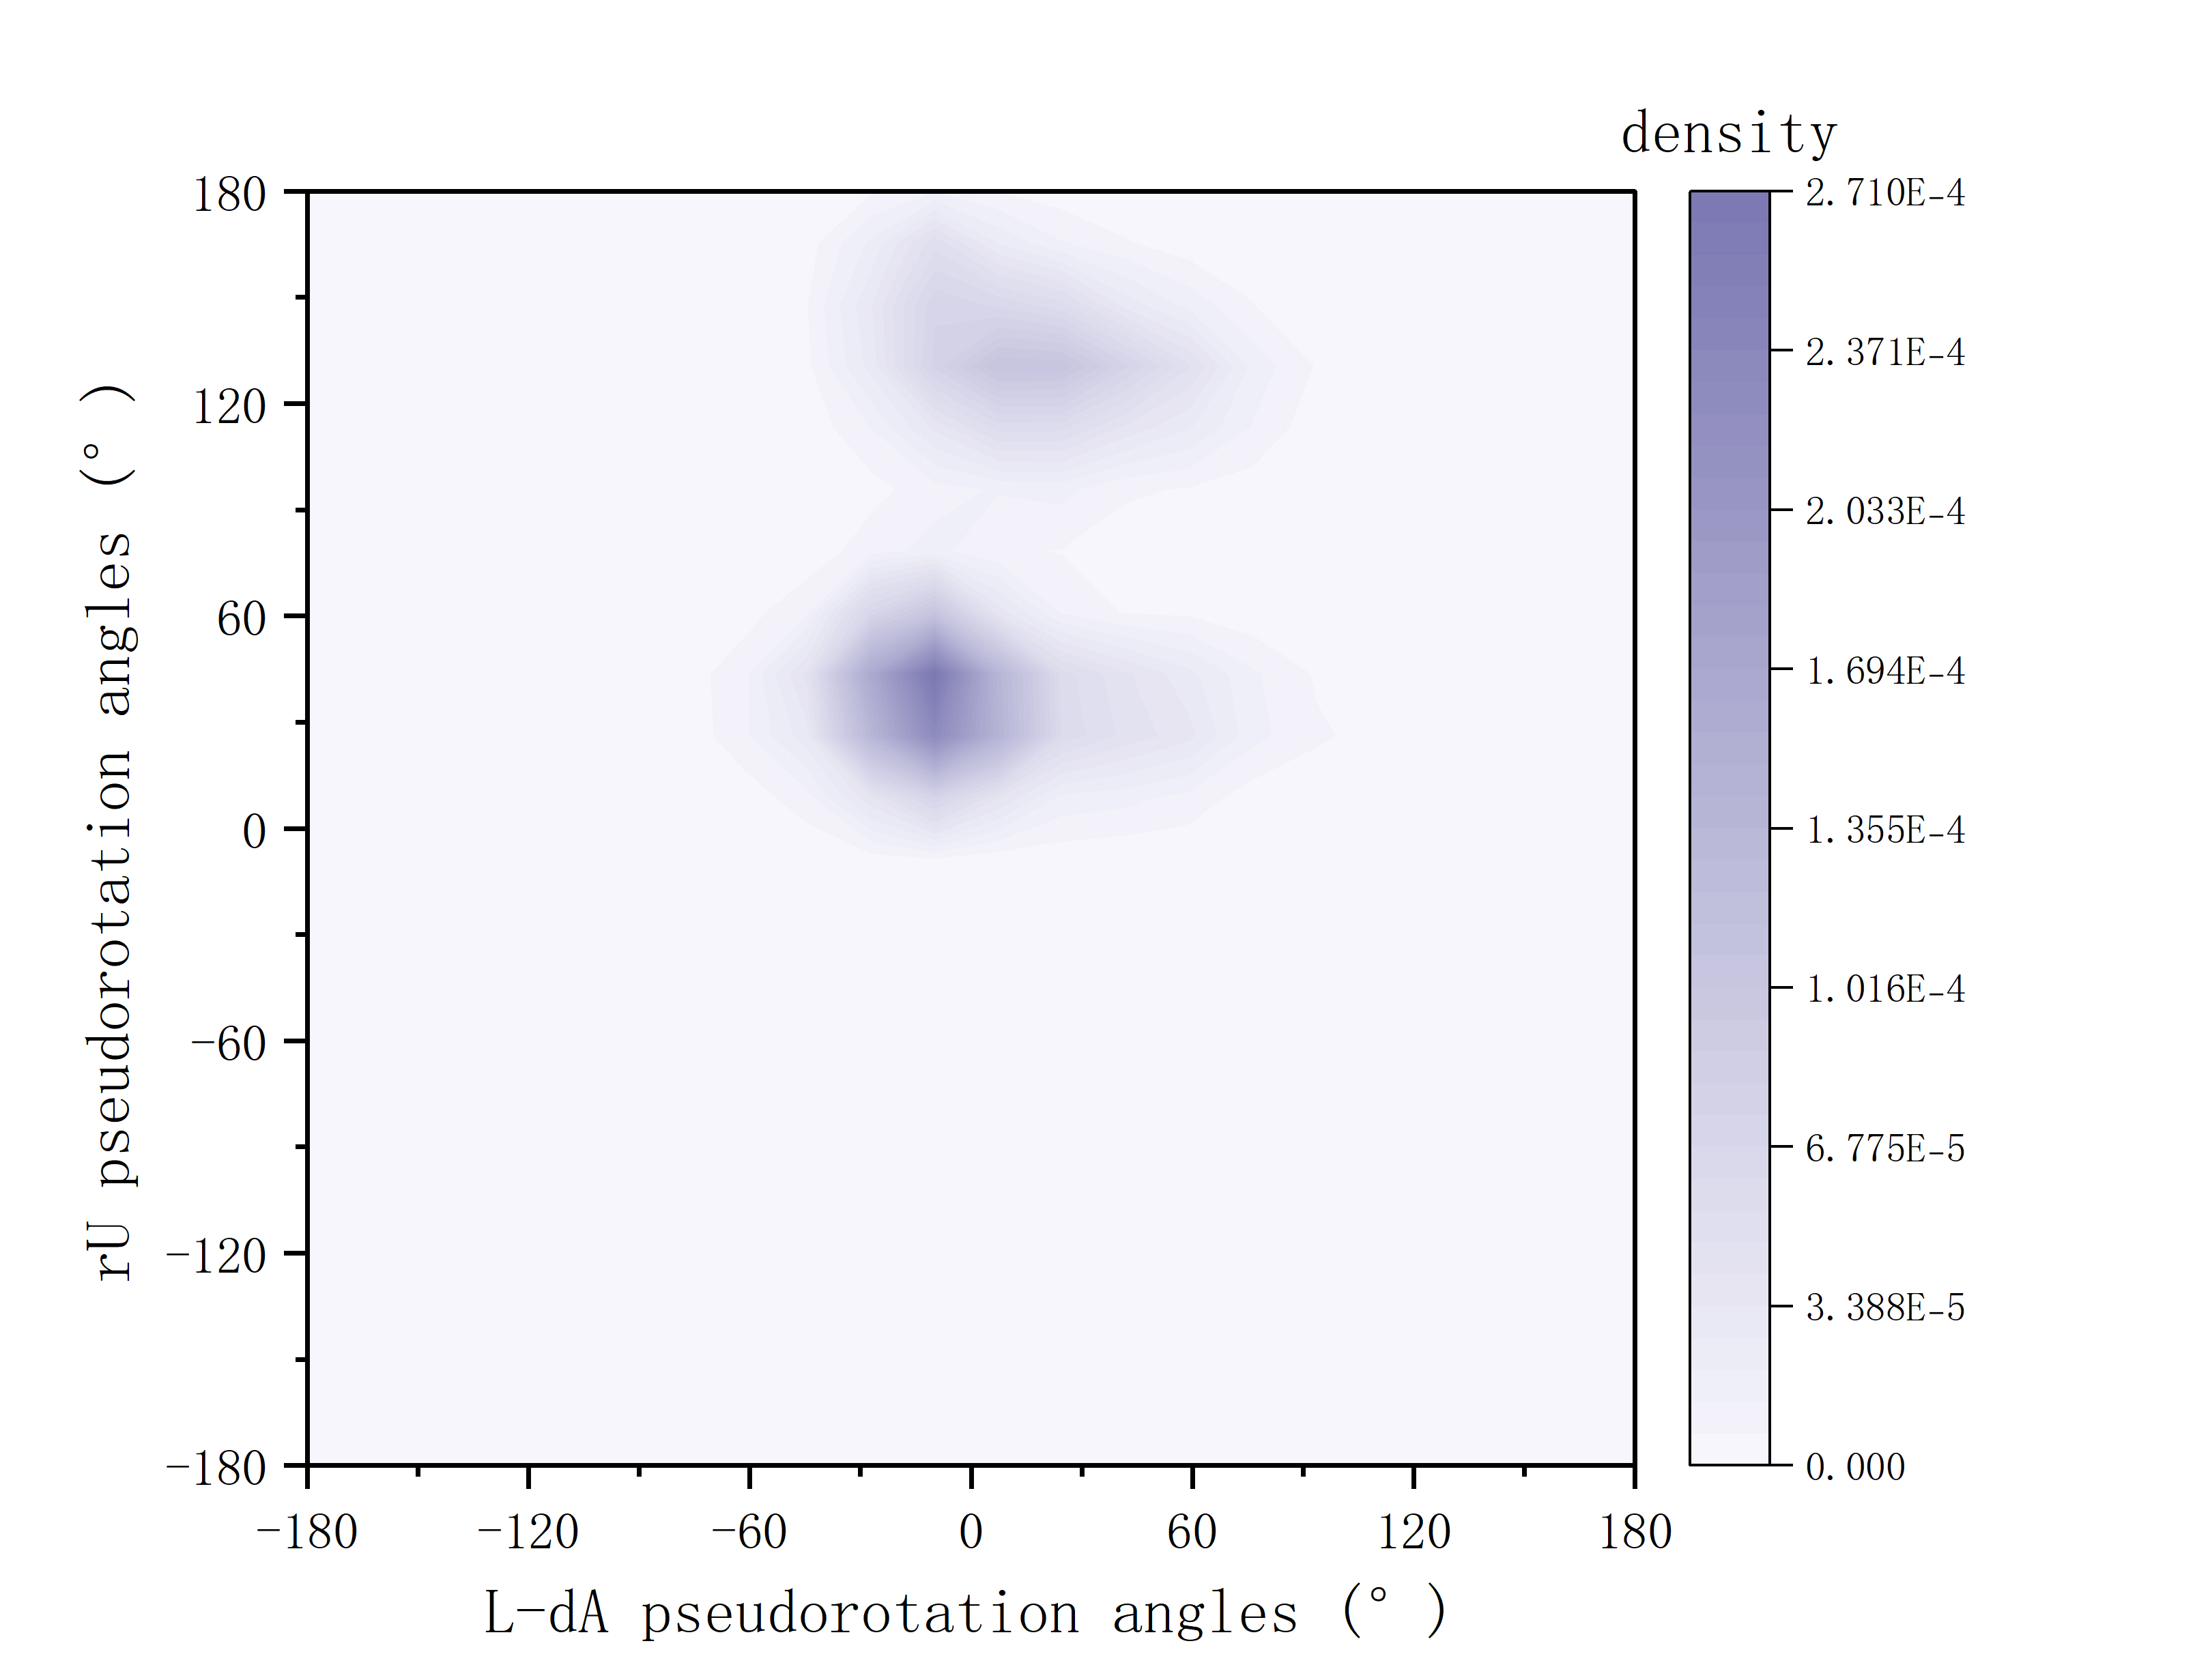 density
180
120
60
0
-60
-120
-180
rU pseudorotation angles (°)
-180
-120
-60
0
60
120
180
L-dA pseudorotation angles (°)
2.710E-4
2.371E-4
2.033E-4
1.694E-4
1.355E-4
1.016E-4
6.775E-5
3.388E-5
0.000